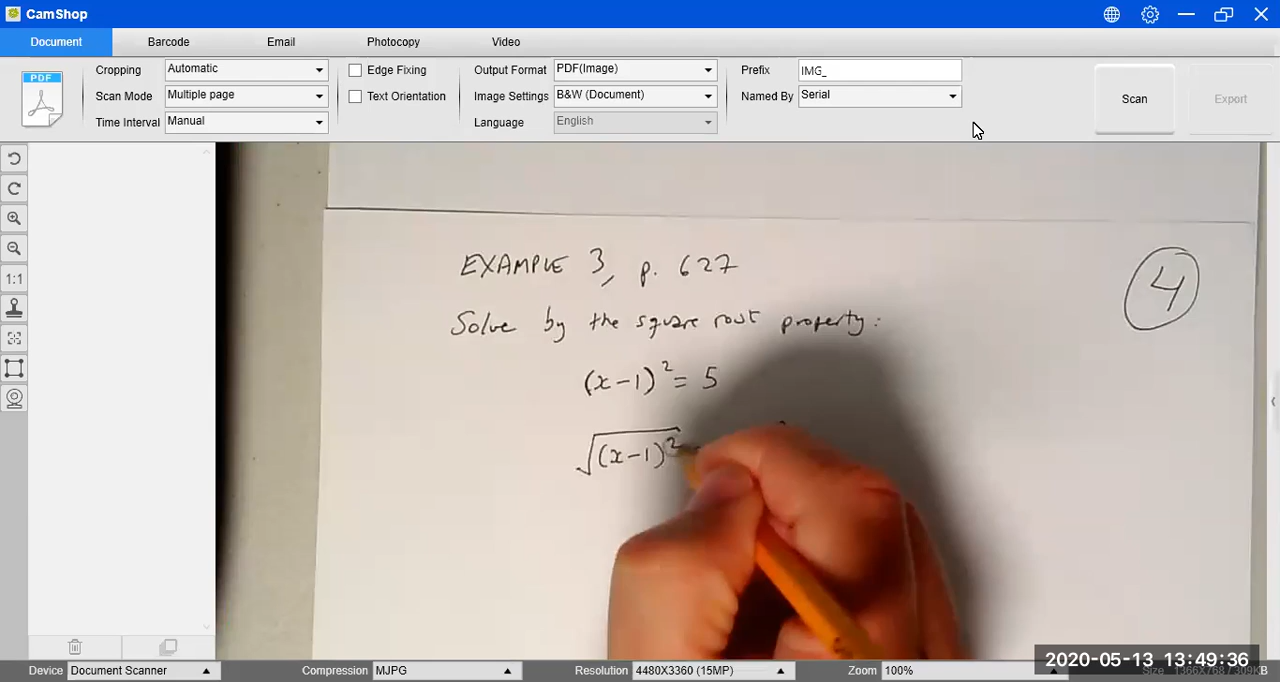 CamShop
Document Barcode Email Photocopy Video
PDF Cropping Automatic Edge Fixing Output Format PDF(Image) Prefix IMG_ Scan Export
Scan Mode Multiple page Text Orientation Image Settings B&W (Document) Named By Serial
Time Interval Manual Language English
1:1
EXAMPLE 3, p. 627
4
Solve by the square root property:
(x-1)² = 5
√(x-1)²
2020-05-13 13:49:36
Device Document Scanner Compression MJPG Resolution 4480X3360 (15MP) Zoom 100%